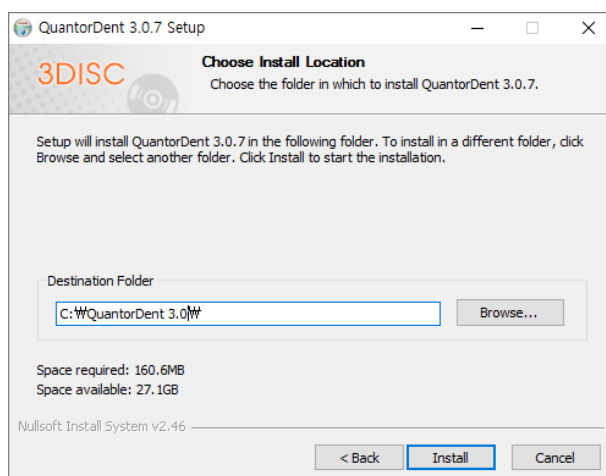 QuantorDent 3.0.7 Setup
3DISC
Choose Install Location
Choose the folder in which to install QuantorDent 3.0.7.
Setup will install QuantorDent 3.0.7 in the following folder. To install in a different folder, click
Browse and select another folder. Click Install to start the installation.
Destination Folder
C:₩QuantorDent 3.0₩
Browse...
Space required: 160.6MB
Space available: 27.1GB
Nullsoft Install System v2.46
< Back
Install
Cancel